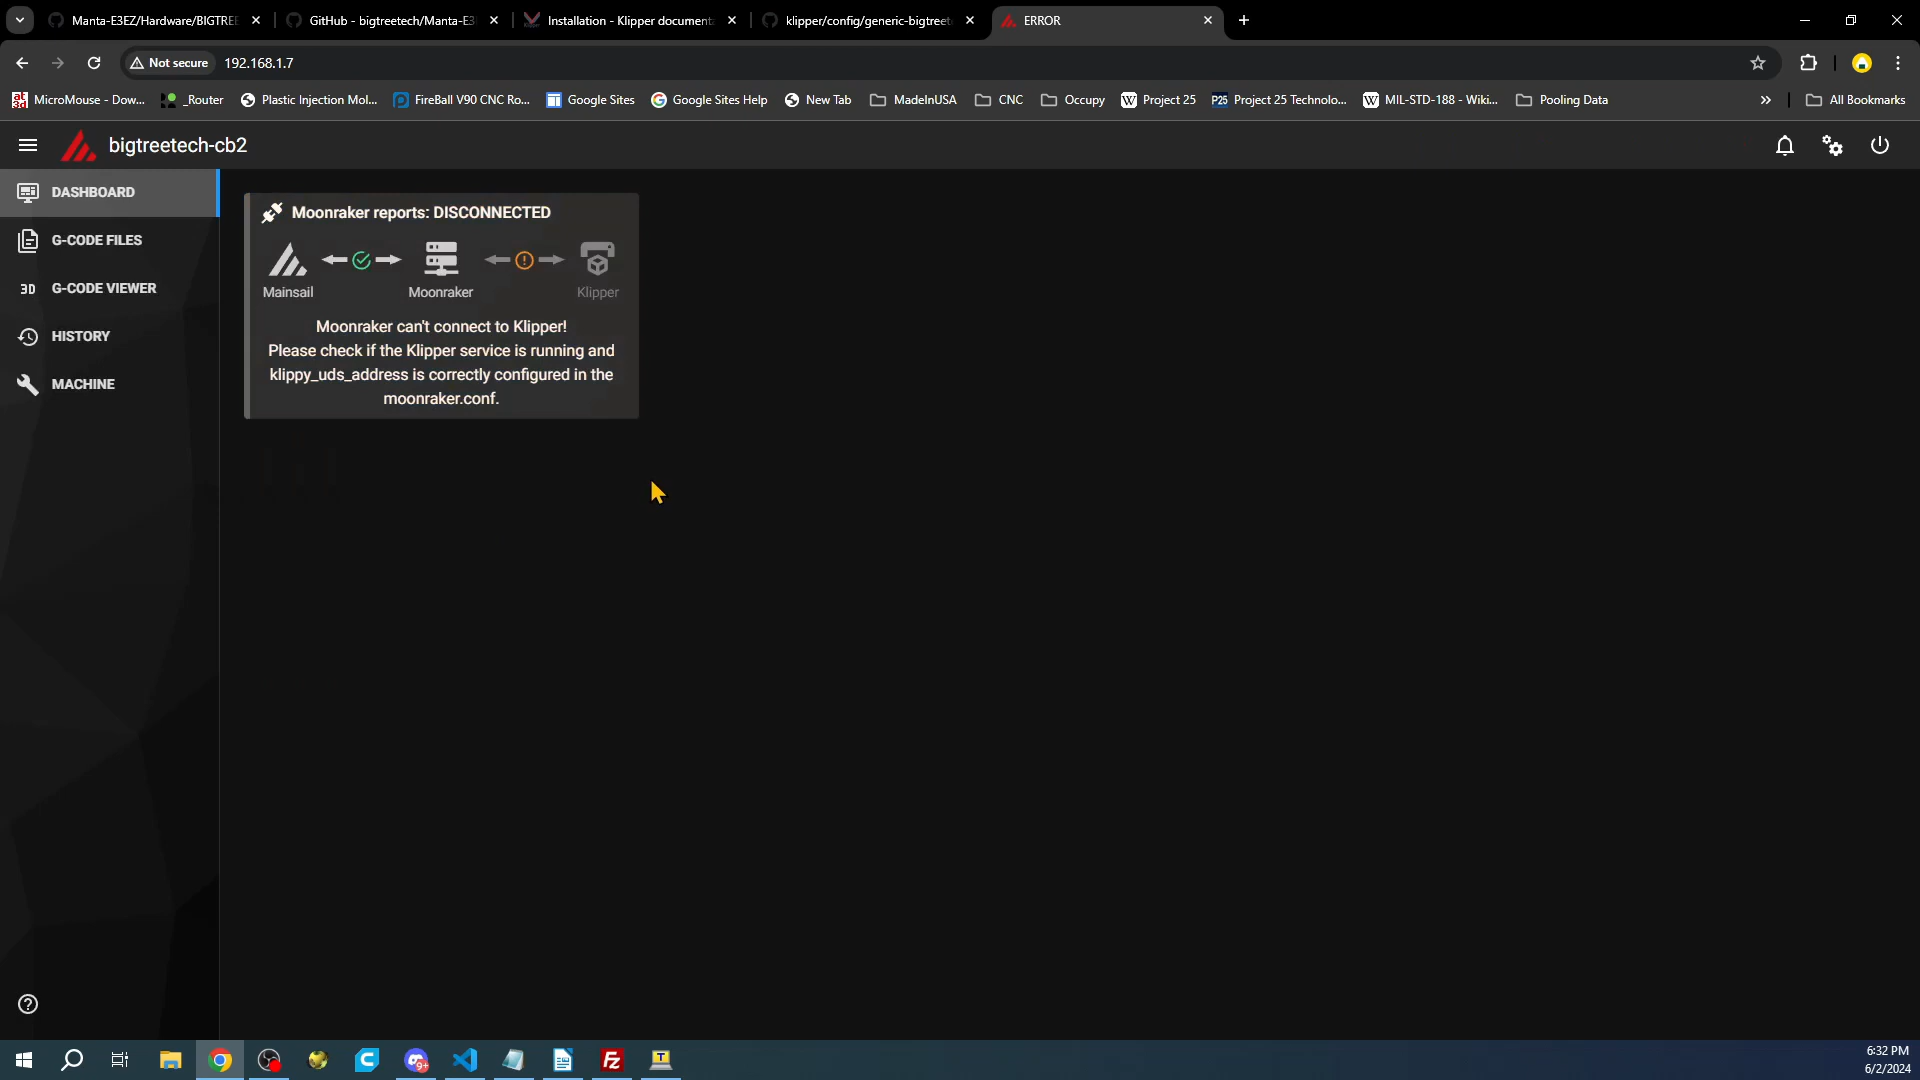 Manta-E3EZ/Hardware/BIGTREE
GitHub - bigtreetech/Manta-E3
Installation - Klipper document
klipper/config/generic-bigtreet
ERROR
Not secure
192.168.1.7
MicroMouse - Dow...
_Router
Plastic Injection Mol...
FireBall V90 CNC Ro...
Google Sites
Google Sites Help
New Tab
MadeInUSA
CNC
Occupy
Project 25
P25
Project 25 Technolo...
MIL-STD-188 - Wiki...
Pooling Data
»
All Bookmarks
bigtreetech-cb2
DASHBOARD
G-CODE FILES
3D
G-CODE VIEWER
HISTORY
MACHINE
Moonraker reports: DISCONNECTED
Mainsail
Moonraker
Klipper
Moonraker can't connect to Klipper!
Please check if the Klipper service is running and
klippy_uds_address is correctly configured in the
moonraker.conf.
9+
6:32 PM
6/2/2024